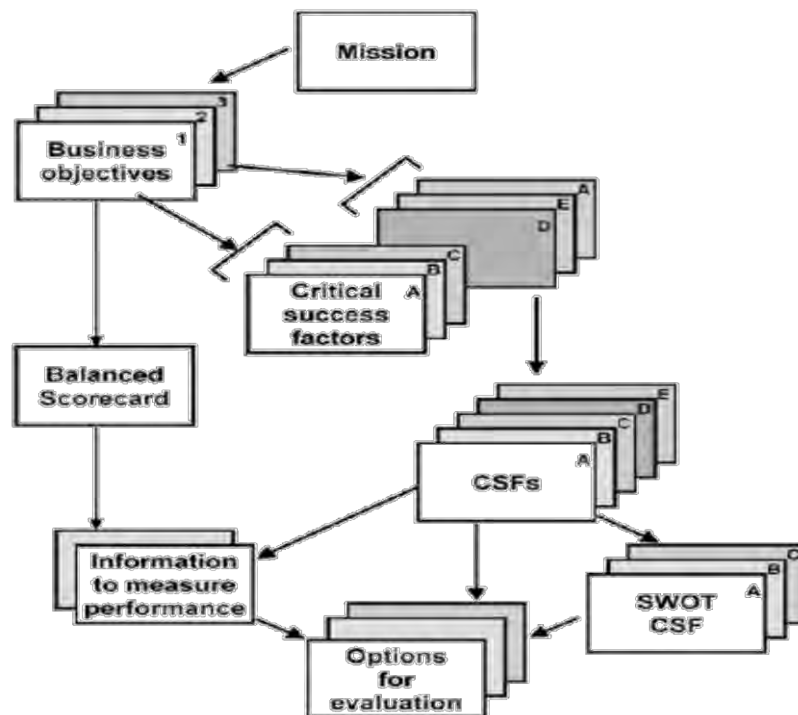 Mission
3
2
1
Business
objectives
A
E
D
C
B
A
Critical
success
factors
Balanced
Scorecard
E
D
C
B
A
CSFs
Information
to measure
performance
C
B
A
SWOT
CSF
Options
for
evaluation